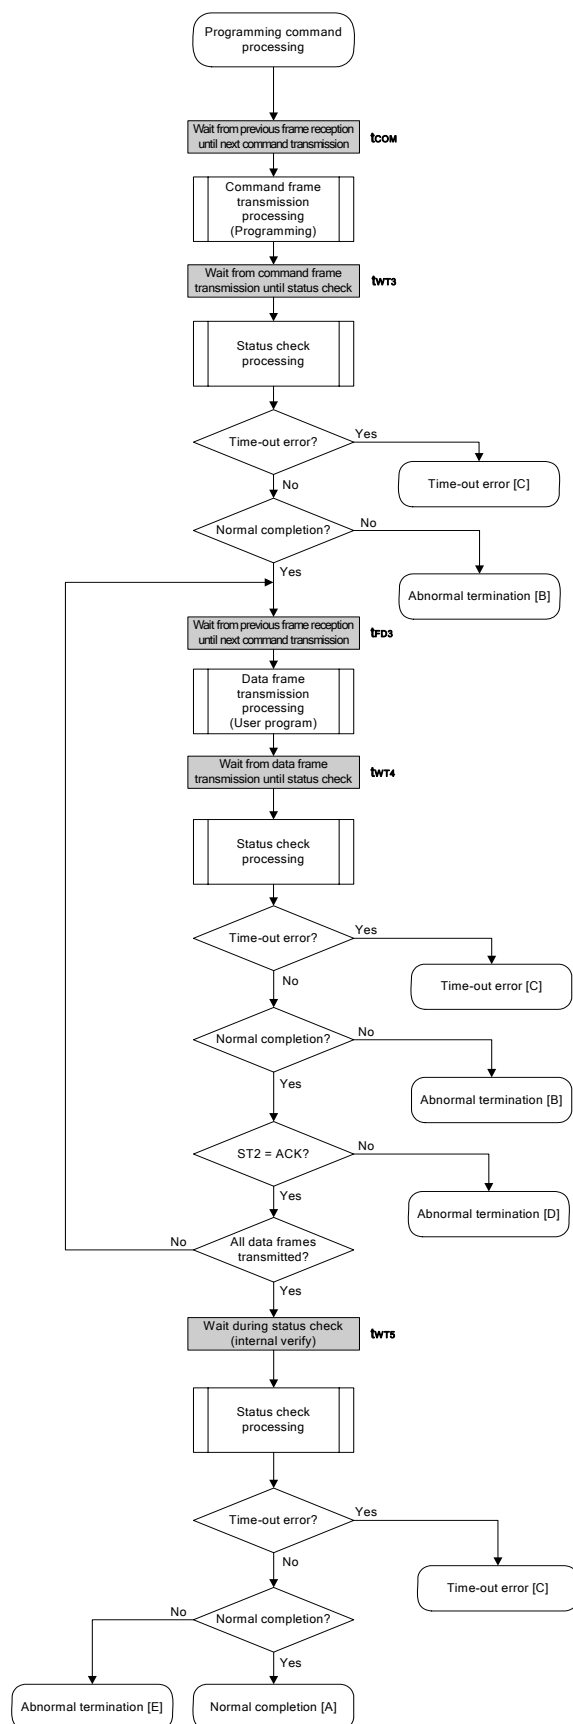 Programming command
processing
Wait from previous frame reception
until next command transmission
tCOM
Command frame
transmission
processing
(Programming)
Wait from command frame
transmission until status check
tWT3
Status check
processing
Time-out error?
Yes
Time-out error [C]
No
Normal completion?
No
Abnormal termination [B]
Yes
Wait from previous frame reception
until next command transmission
tFD3
Data frame
transmission
processing
(User program)
Wait from data frame
transmission until status check
tWT4
Status check
processing
Time-out error?
Yes
Time-out error [C]
No
Normal completion?
No
Abnormal termination [B]
Yes
ST2 = ACK?
No
Abnormal termination [D]
Yes
All data frames
transmitted?
No
Yes
Wait during status check
(internal verify)
tWT5
Status check
processing
Time-out error?
Yes
Time-out error [C]
No
Normal completion?
No
Yes
Abnormal termination [E]
Normal completion [A]